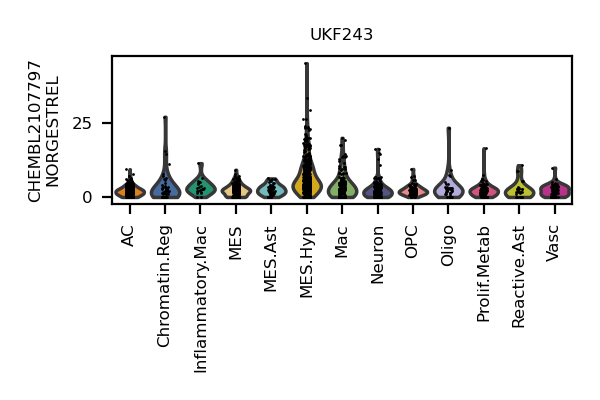 UKF243
CHEMBL2107797
NORGESTREL
25
0
AC
Chromatin.Reg
Inflammatory.Mac
MES
MES.Ast
MES.Hyp
Mac
Neuron
OPC
Oligo
Prolif.Metab
Reactive.Ast
Vasc